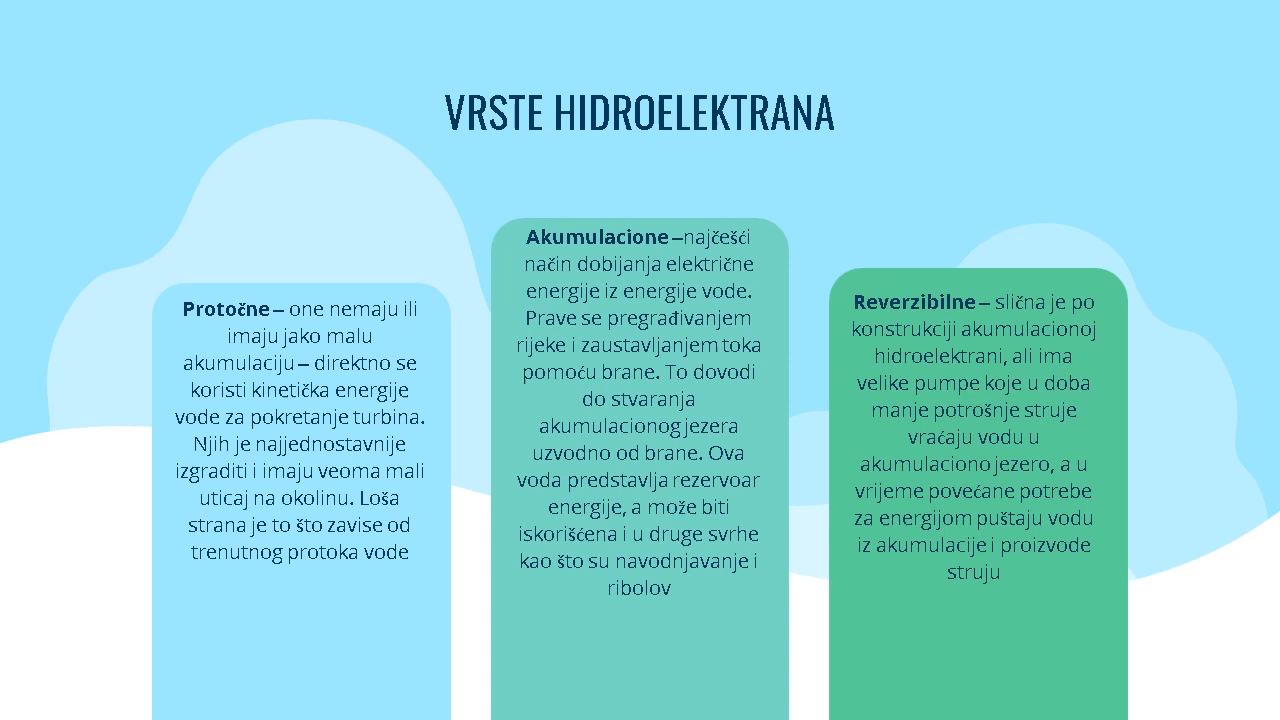 VRSTE HIDROELEKTRANA
Protočne – one nemaju ili
imaju jako malu
akumulaciju – direktno se
koristi kinetička energije
vode za pokretanje turbina.
Njih je najjednostavnije
izgraditi i imaju veoma mali
uticaj na okolinu. Loša
strana je to što zavise od
trenutnog protoka vode
Akumulacione –najčešći
način dobijanja električne
energije iz energije vode.
Prave se pregrađivanjem
rijeke i zaustavljanjem toka
pomoću brane. To dovodi
do stvaranja
akumulacionog jezera
uzvodno od brane. Ova
voda predstavlja rezervoar
energije, a može biti
iskorišćena i u druge svrhe
kao što su navodnjavanje i
ribolov
Reverzibilne – slična je po
konstrukciji akumulacionoj
hidroelektrani, ali ima
velike pumpe koje u doba
manje potrošnje struje
vraćaju vodu u
akumulaciono jezero, a u
vrijeme povećane potrebe
za energijom puštaju vodu
iz akumulacije i proizvode
struju